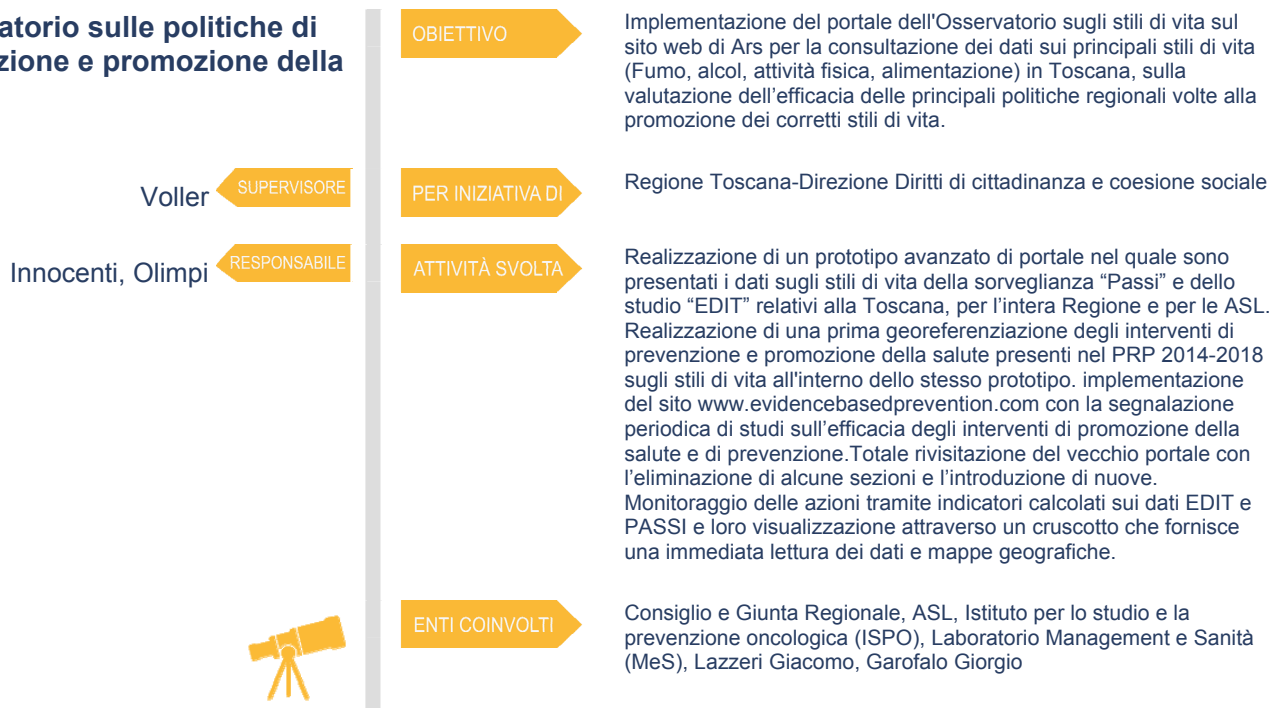 atorio sulle politiche di
zione e promozione della
Voller
SUPERVISORE
Innocenti, Olimpi
RESPONSABILE
OBIETTIVO
Implementazione del portale dell'Osservatorio sugli stili di vita sul
sito web di Ars per la consultazione dei dati sui principali stili di vita
(Fumo, alcol, attività fisica, alimentazione) in Toscana, sulla
valutazione dell’efficacia delle principali politiche regionali volte alla
promozione dei corretti stili di vita.
PER INIZIATIVA DI
Regione Toscana-Direzione Diritti di cittadinanza e coesione sociale
ATTIVITÀ SVOLTA
Realizzazione di un prototipo avanzato di portale nel quale sono
presentati i dati sugli stili di vita della sorveglianza “Passi” e dello
studio “EDIT” relativi alla Toscana, per l’intera Regione e per le ASL.
Realizzazione di una prima georeferenziazione degli interventi di
prevenzione e promozione della salute presenti nel PRP 2014-2018
sugli stili di vita all'interno dello stesso prototipo. implementazione
del sito www.evidencebasedprevention.com con la segnalazione
periodica di studi sull’efficacia degli interventi di promozione della
salute e di prevenzione.Totale rivisitazione del vecchio portale con
l’eliminazione di alcune sezioni e l’introduzione di nuove.
Monitoraggio delle azioni tramite indicatori calcolati sui dati EDIT e
PASSI e loro visualizzazione attraverso un cruscotto che fornisce
una immediata lettura dei dati e mappe geografiche.
ENTI COINVOLTI
Consiglio e Giunta Regionale, ASL, Istituto per lo studio e la
prevenzione oncologica (ISPO), Laboratorio Management e Sanità
(MeS), Lazzeri Giacomo, Garofalo Giorgio